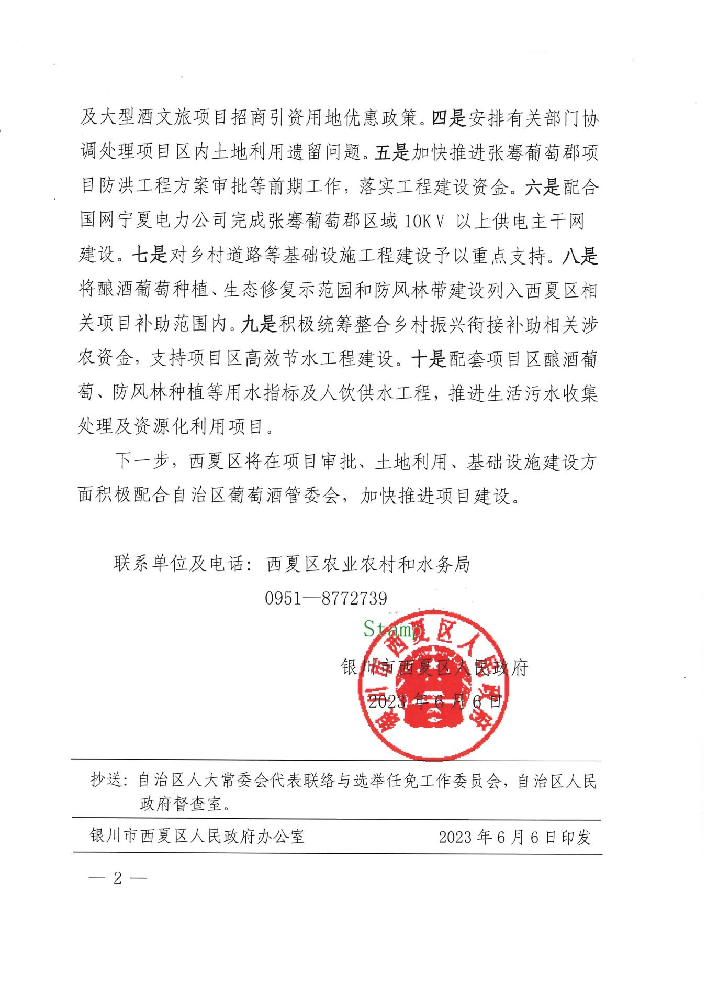 及大型酒文旅项目招商引资用地优惠政策。四是安排有关部门协
调处理项目区内土地利用遗留问题。五是加快推进张骞葡萄郡项
目防洪工程方案审批等前期工作，落实工程建设资金。六是配合
国网宁夏电力公司完成张骞葡萄郡区域 10KV 以上供电主干网
建设。七是对乡村道路等基础设施工程建设予以重点支持。八是
将酿酒葡萄种植、生态修复示范园和防风林带建设列入西夏区相
关项目补助范围内。九是积极统筹整合乡村振兴衔接补助相关涉
农资金，支持项目区高效节水工程建设。十是配套项目区酿酒葡
萄、防风林种植等用水指标及人饮供水工程，推进生活污水收集
处理及资源化利用项目。
下一步，西夏区将在项目审批、土地利用、基础设施建设方
面积极配合自治区葡萄酒管委会，加快推进项目建设。
联系单位及电话：西夏区农业农村和水务局
0951—8772739
Stamp
银川市西夏区人民政府
银川市西夏区人民政府
2023年6月6日
抄送：自治区人大常委会代表联络与选举任免工作委员会，自治区人民
政府督查室。
银川市西夏区人民政府办公室 2023年6月6日印发
— 2 —